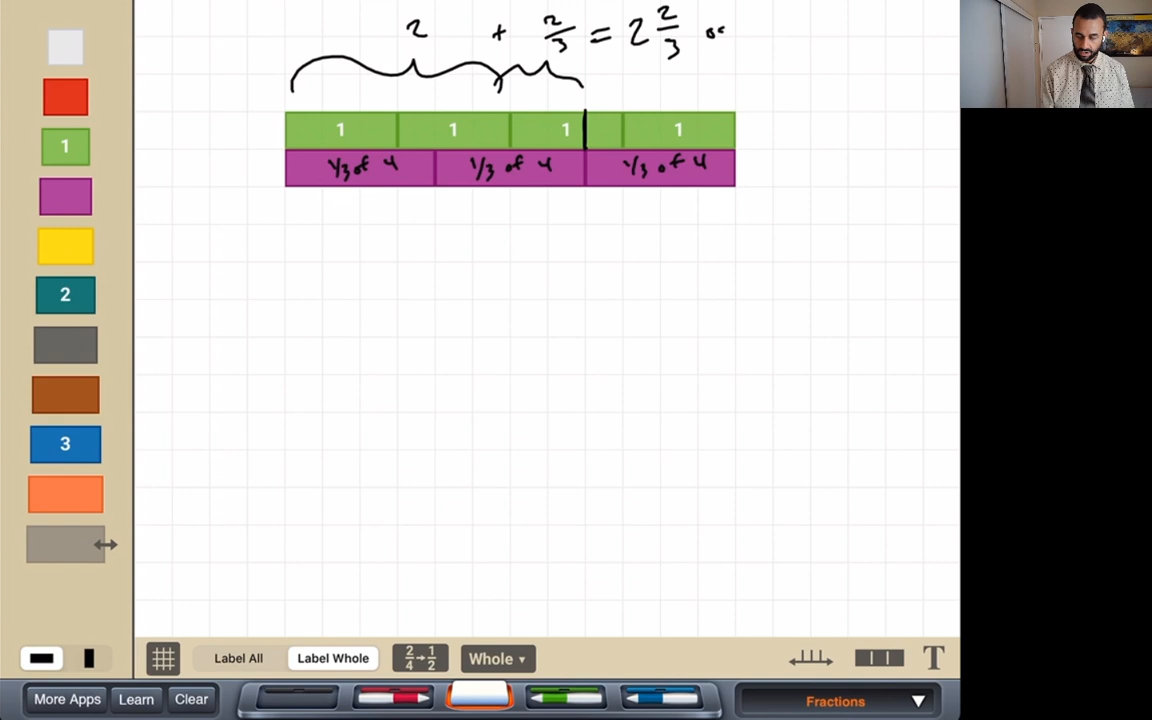 2 + 2/3 = 2 2/3 or
1 1 1 1
1/3 of 4 1/3 of 4 1/3 of 4
1
2
3
Label All Label Whole 2/4→1/2 Whole ▼ T
More Apps Learn Clear Fractions ▼